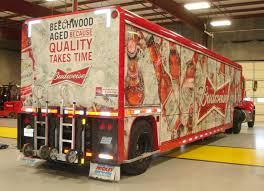 BEECHWOOD
AGED BECAUSE
QUALITY
TAKES TIME
Budweiser
Budweiser